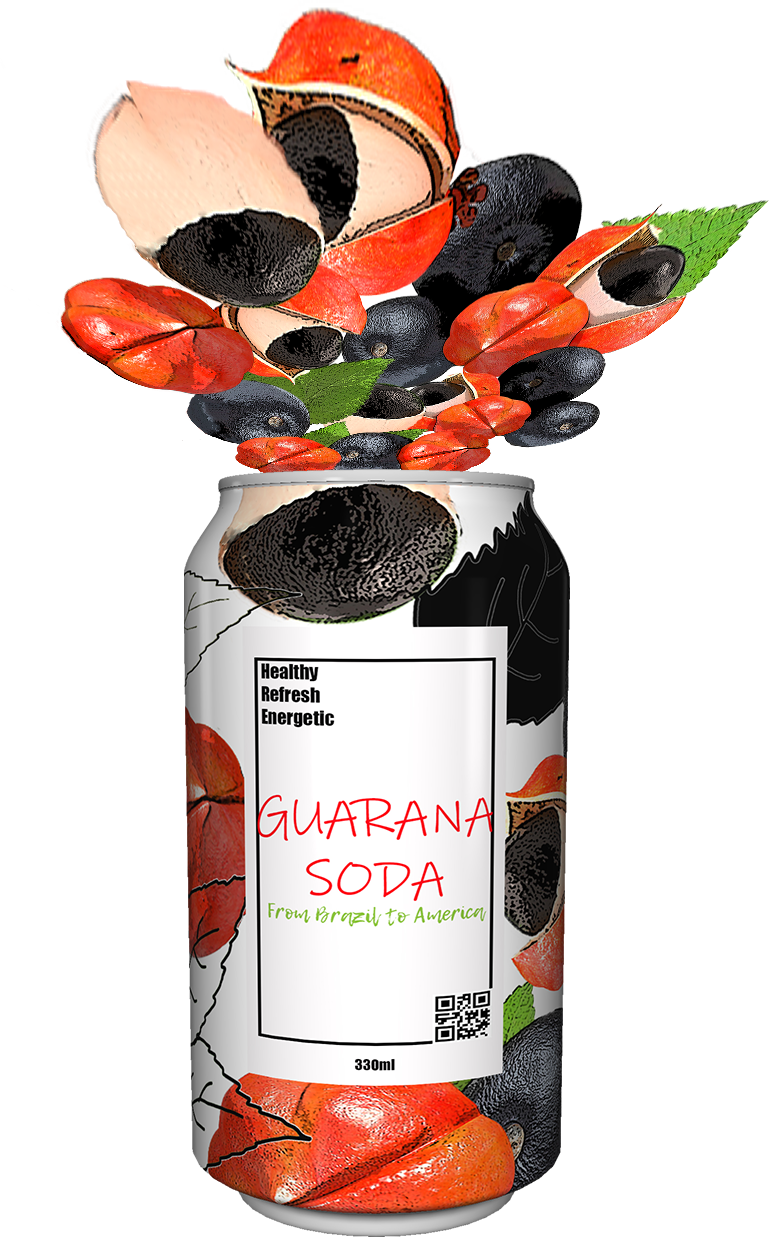 Healthy
Refresh
Energetic
GUARANA
SODA
From Brazil to America
330ml